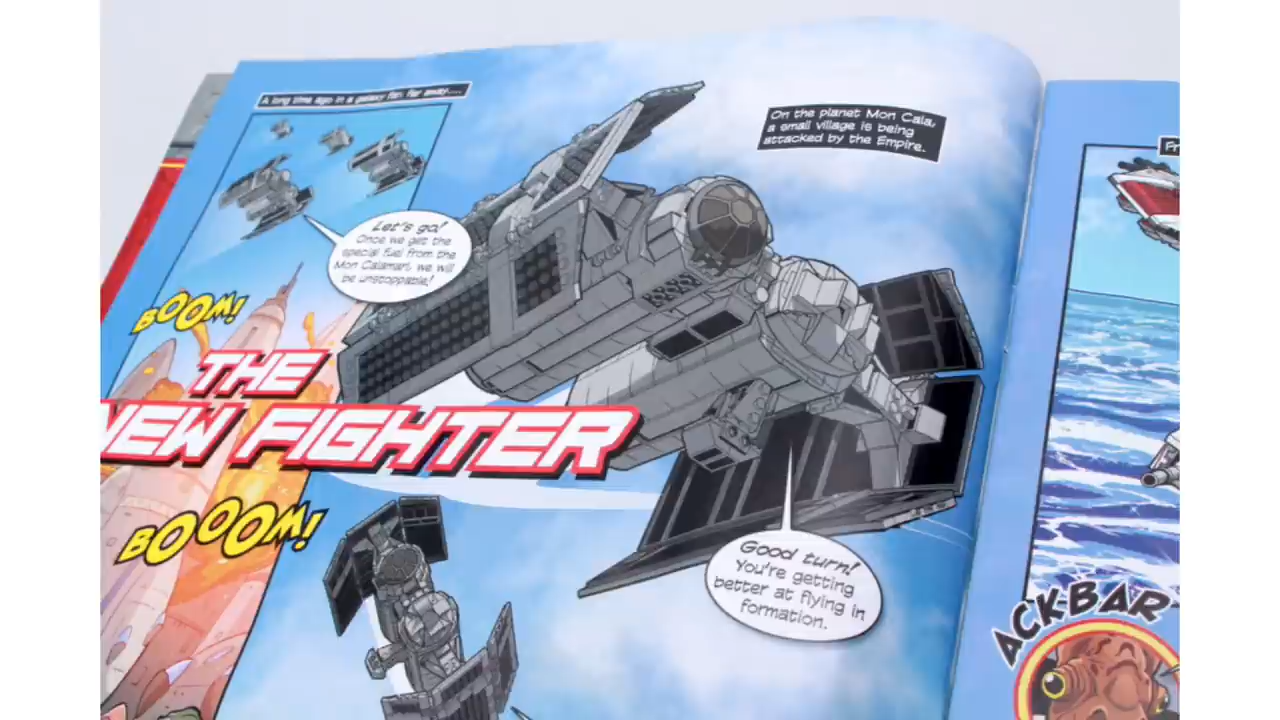 A long time ago in a galaxy far, far away....
On the planet Mon Cala,
a small village is being
attacked by the Empire.
Let's go!
Once we get the
special fuel from the
Mon Calamari, we will
be unstoppable!
BOOM!
THE
NEW FIGHTER
BOOOM!
Good turn!
You're getting
better at flying in
formation.
Fr
ACKBAR